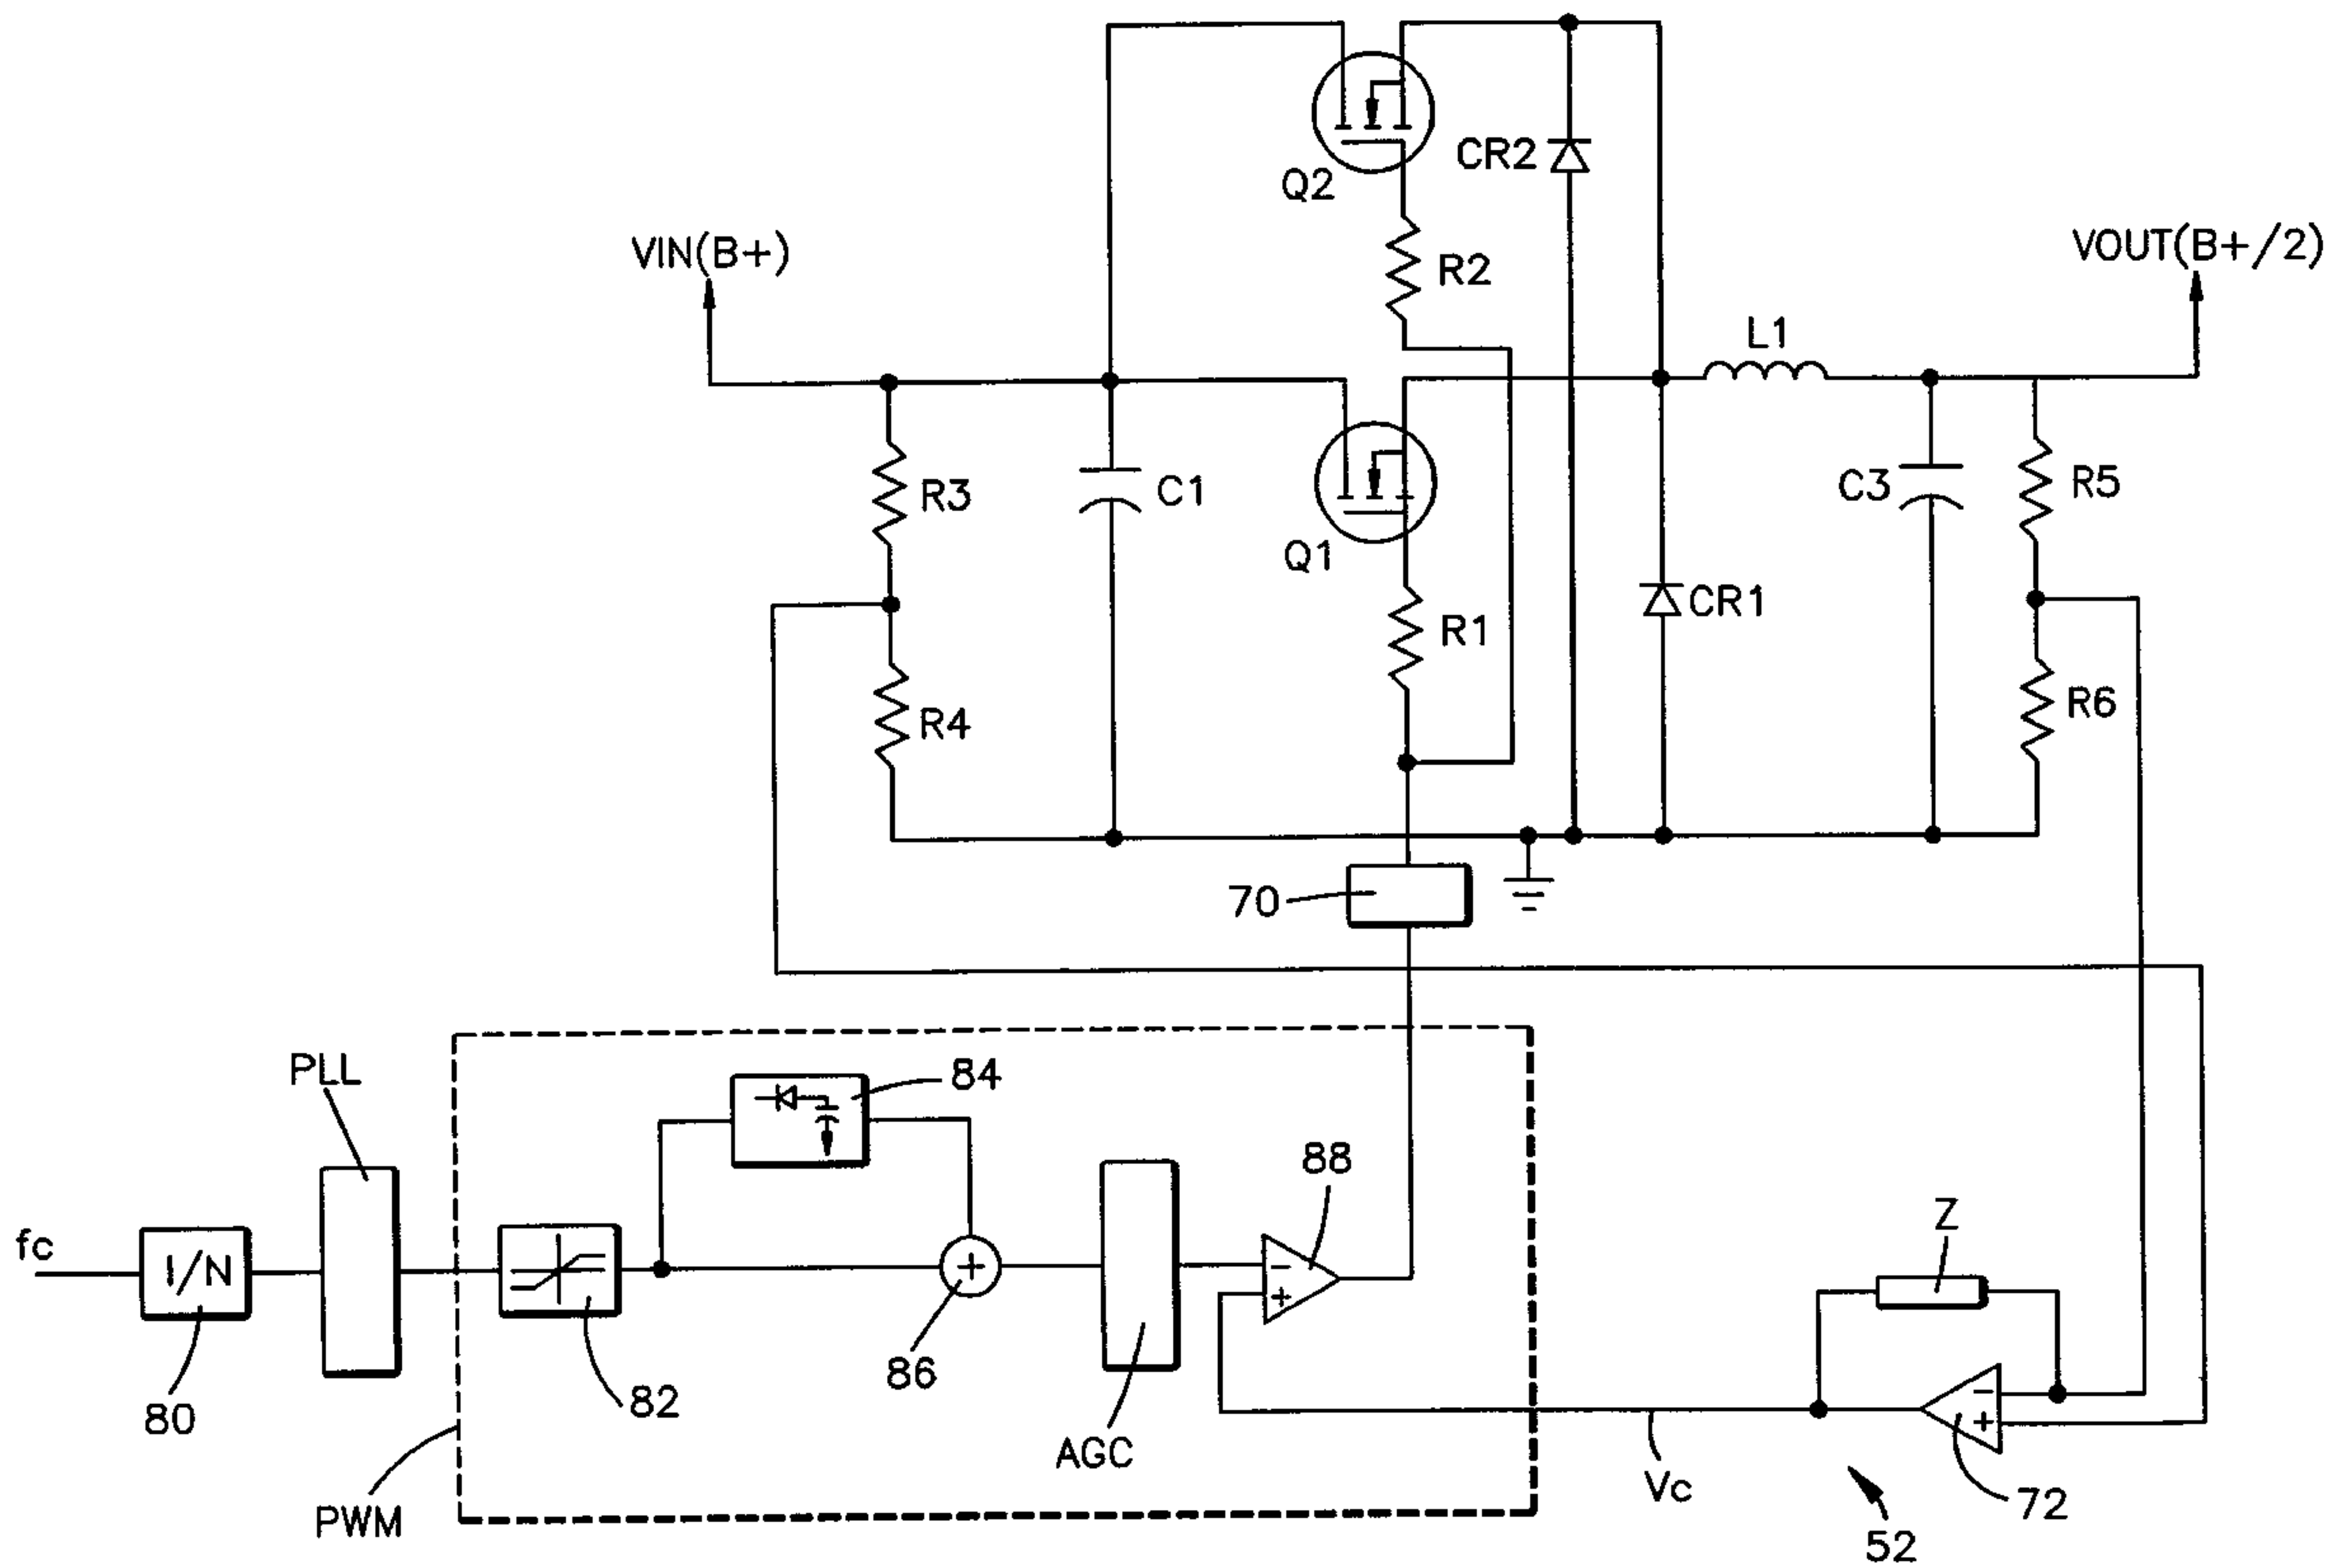 Q2
CR2
VIN(B+)
R2
VOUT(B+/2)
L1
R3
C1
Q1
R1
CR1
C3
R5
R4
R6
70
PLL
84
88
fc
1/N
+
-
+
Z
80
82
86
AGC
-
+
Vc
72
PWM
52